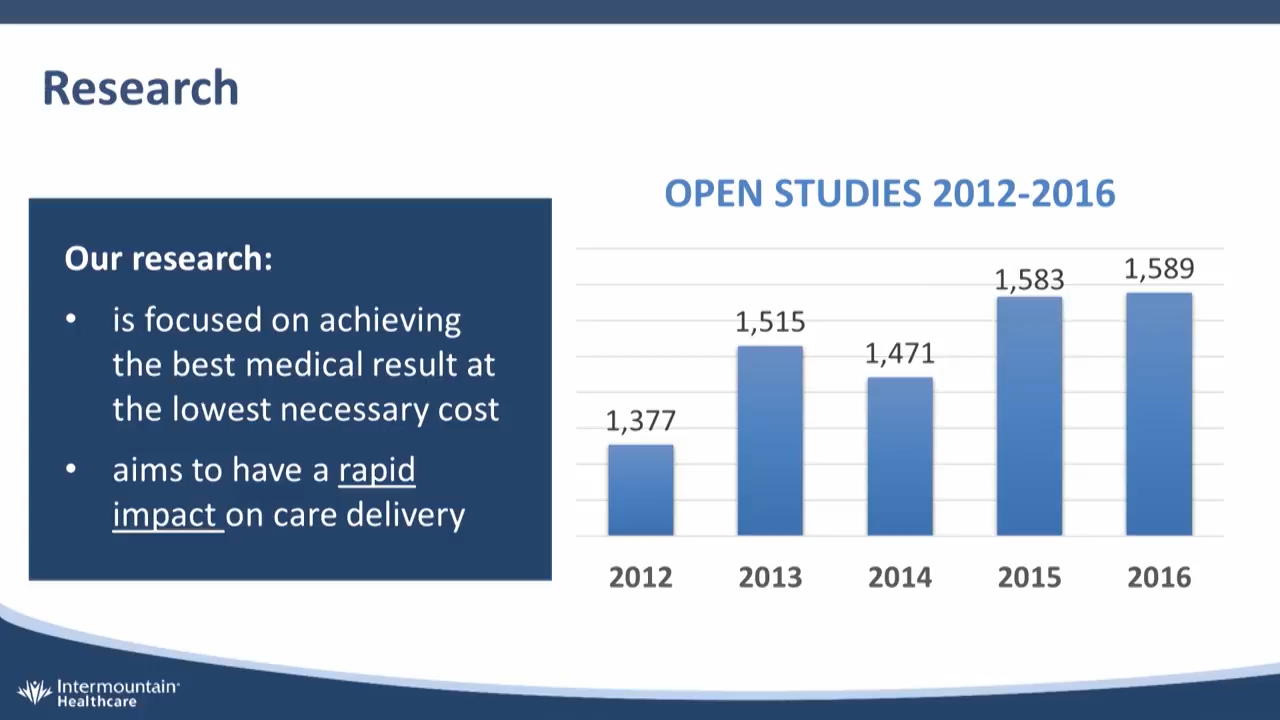 Research
Our research:
• is focused on achieving
the best medical result at
the lowest necessary cost
• aims to have a rapid
impact on care delivery
OPEN STUDIES 2012-2016
1,377
1,515
1,471
1,583
1,589
2012 2013 2014 2015 2016
Intermountain
Healthcare